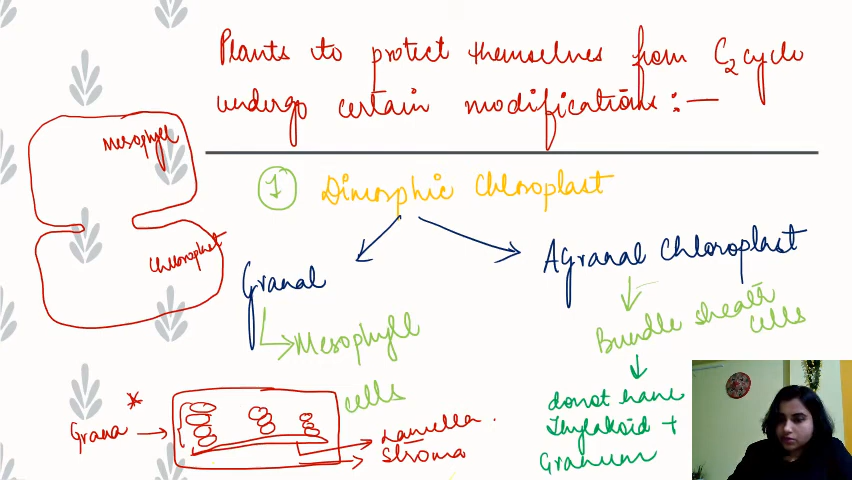 Plants to protect themselves from C2 cycle
undergo certain modifications:—
Mesophyll
Chloroplast
1 Dimorphic Chloroplast
Granal
Agranal Chloroplast
Mesophyll
cells
Bundle sheath
cells
donot have
Thylakoid +
Granum
Grana *
Lamella.
Stroma